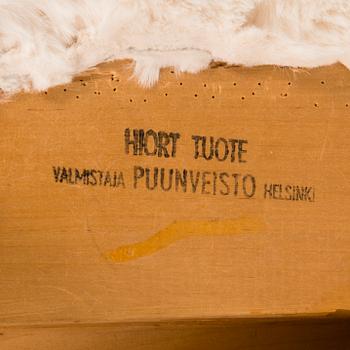 HIORT TUOTE
VALMISTAJA PUUNVEISTO HELSINKI